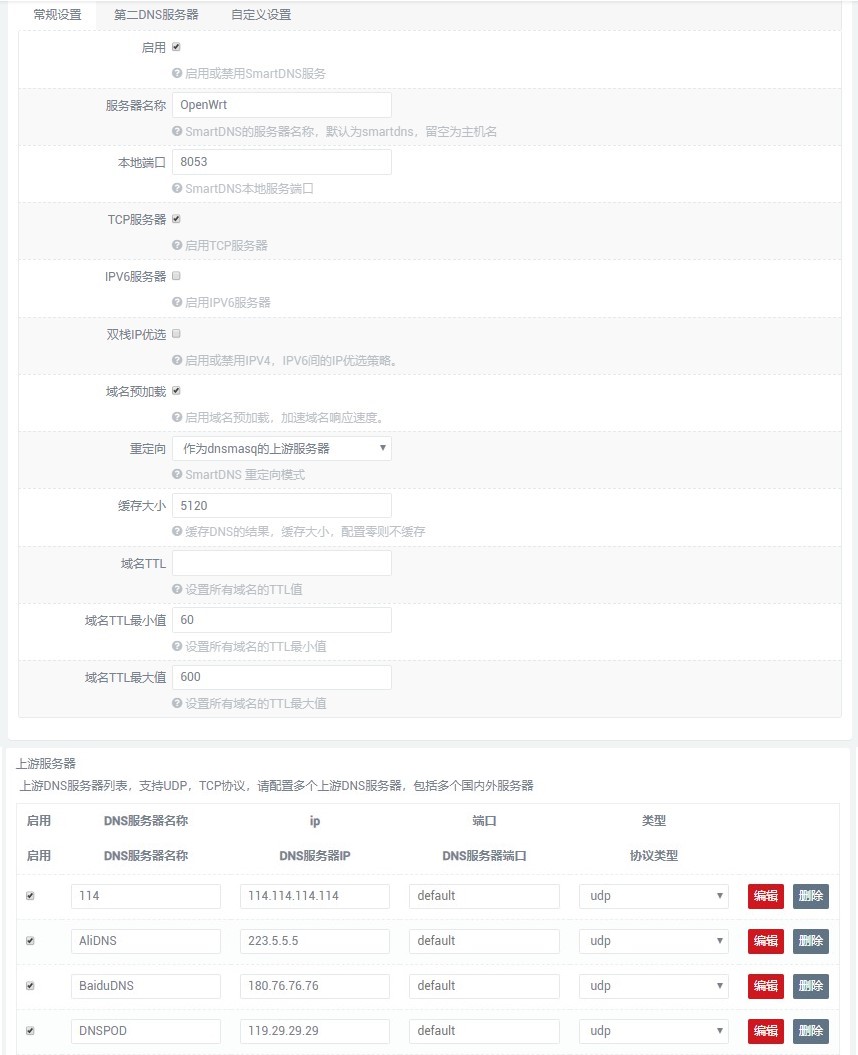 常规设置 第二DNS服务器 自定义设置
启用
启用或禁用SmartDNS服务
服务器名称 OpenWrt
SmartDNS的服务器名称，默认为smartdns，留空为主机名
本地端口 8053
SmartDNS本地服务端口
TCP服务器
启用TCP服务器
IPV6服务器
启用IPV6服务器
双栈IP优选
启用或禁用IPV4，IPV6间的IP优选策略。
域名预加载
启用域名预加载，加速域名响应速度。
重定向 作为dnsmasq的上游服务器
SmartDNS 重定向模式
缓存大小 5120
缓存DNS的结果，缓存大小，配置零则不缓存
域名TTL
设置所有域名的TTL值
域名TTL最小值 60
设置所有域名的TTL最小值
域名TTL最大值 600
设置所有域名的TTL最大值
上游服务器
上游DNS服务器列表，支持UDP，TCP协议，请配置多个上游DNS服务器，包括多个国内外服务器
启用 DNS服务器名称 ip 端口 类型
启用 DNS服务器名称 DNS服务器IP DNS服务器端口 协议类型
114 114.114.114.114 default udp 编辑 删除
AliDNS 223.5.5.5 default udp 编辑 删除
BaiduDNS 180.76.76.76 default udp 编辑 删除
DNSPOD 119.29.29.29 default udp 编辑 删除